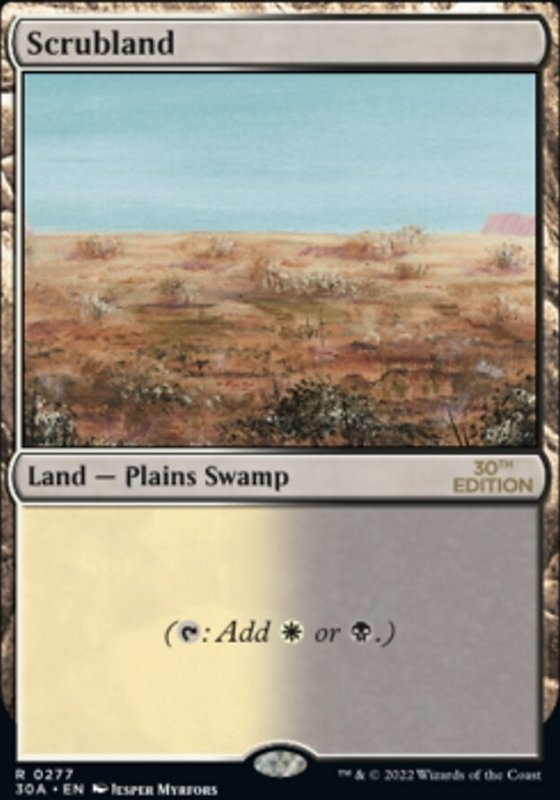 Scrubland
Land — Plains Swamp
30TH
EDITION
(: Add or .)
R 0277
30A • EN Jesper Myrfors
™ & © 2022 Wizards of the Coast